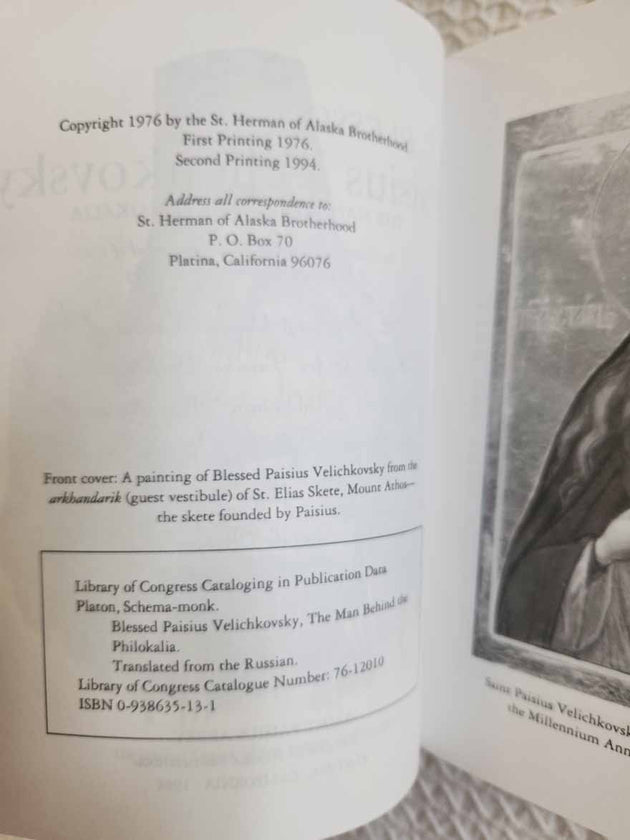 Copyright 1976 by the St. Herman of Alaska Brotherhood
First Printing 1976.
Second Printing 1994.
Address all correspondence to:
St. Herman of Alaska Brotherhood
P. O. Box 70
Platina, California 96076
Front cover: A painting of Blessed Paisius Velichkovsky from the
arkhandarik (guest vestibule) of St. Elias Skete, Mount Athos—
the skete founded by Paisius.
Library of Congress Cataloging in Publication Data
Platon, Schema-monk.
Blessed Paisius Velichkovsky, The Man Behind the
Philokalia.
Translated from the Russian.
Library of Congress Catalogue Number: 76-12010
ISBN 0-938635-13-1
Saint Paisius Velichkovsk
the Millennium Ann